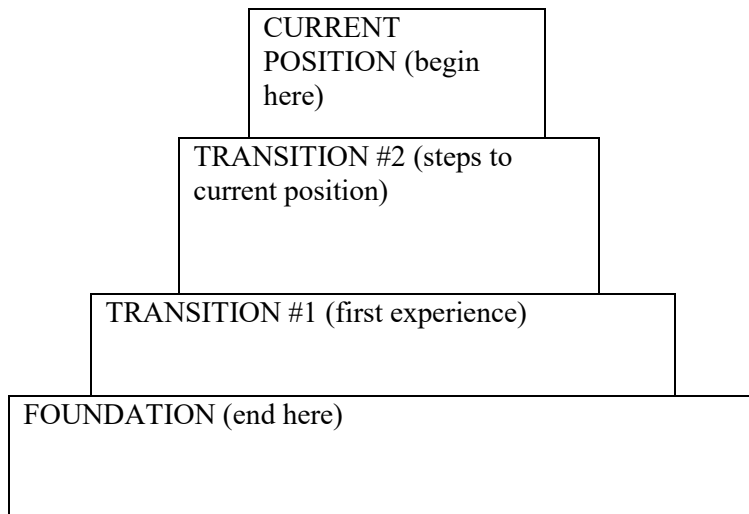 CURRENT
POSITION (begin
here)
TRANSITION #2 (steps to
current position)
TRANSITION #1 (first experience)
FOUNDATION (end here)